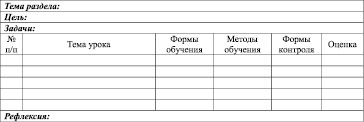 Тема раздела:
Цель:
Задачи:
№ п/п Тема урока Формы обучения Методы обучения Формы контроля Оценка
Рефлексия: